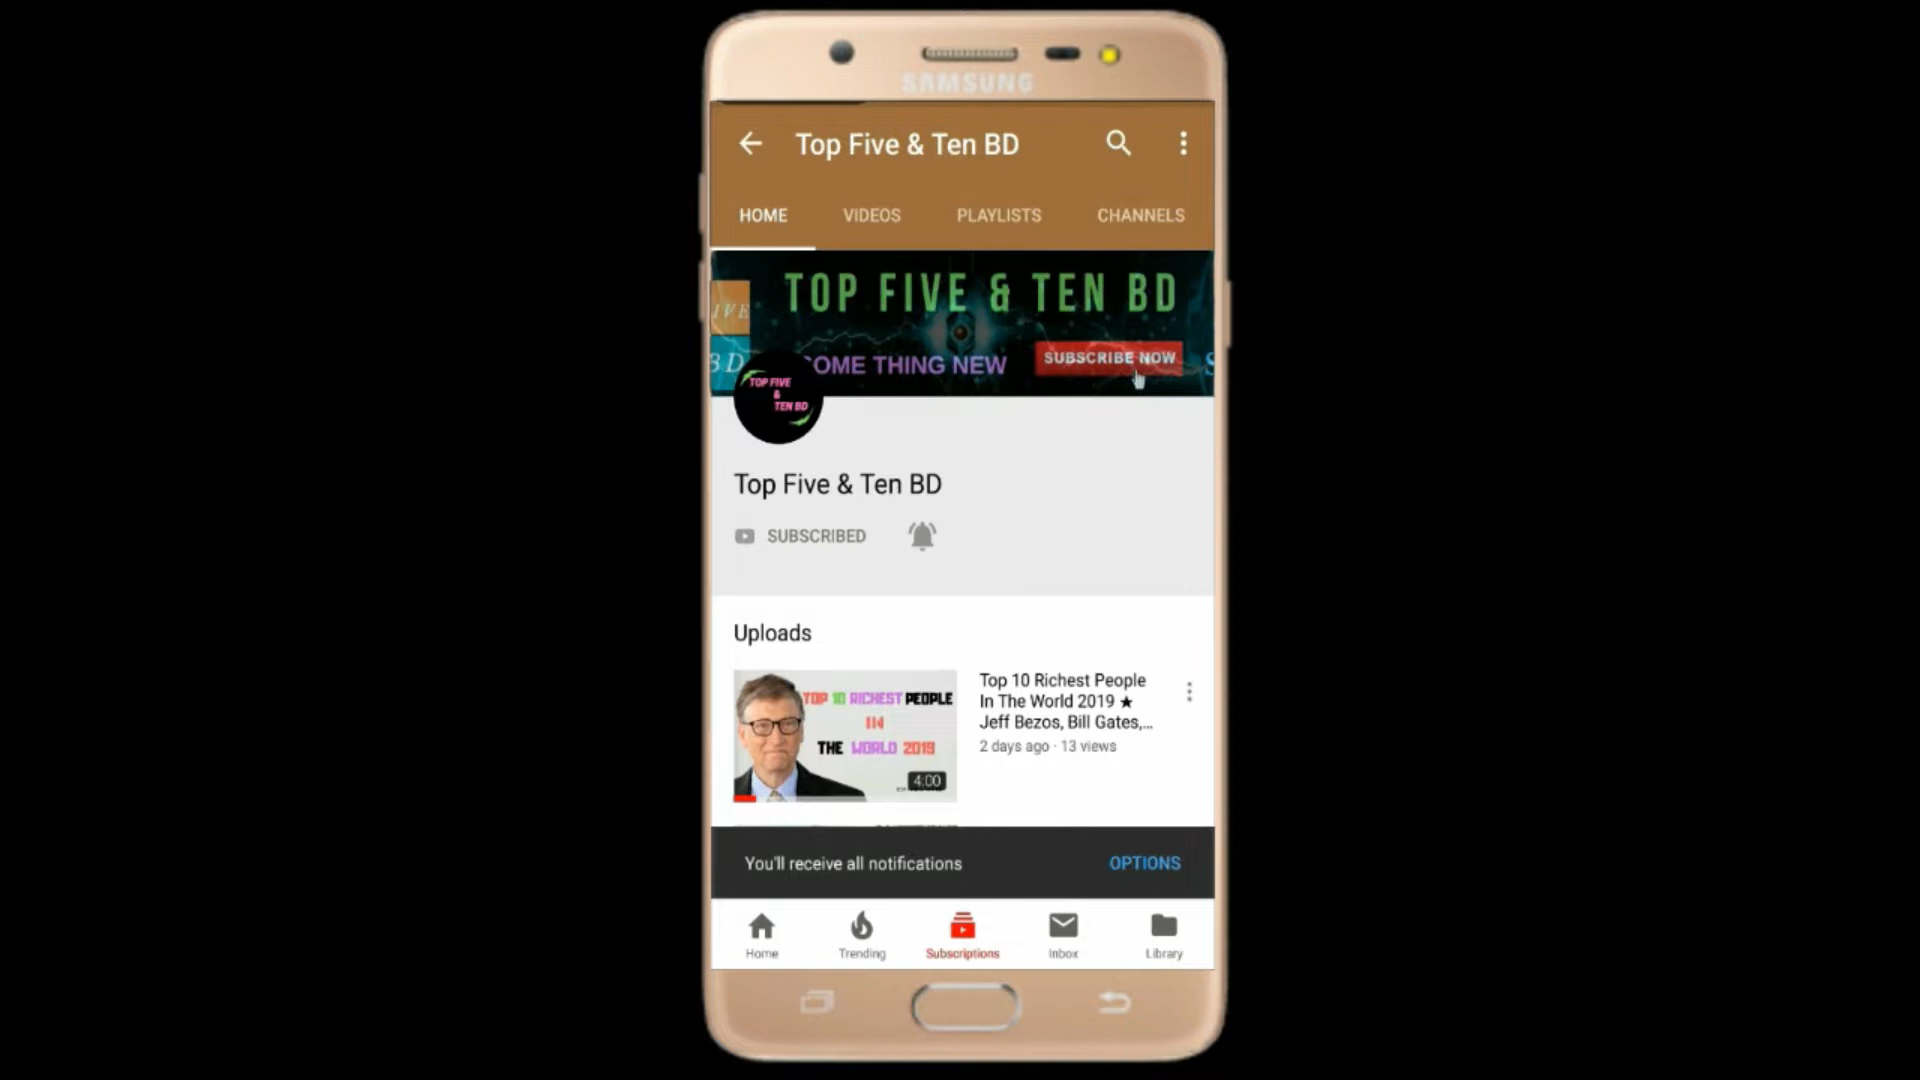 SAMSUNG
Top Five & Ten BD
HOME VIDEOS PLAYLISTS CHANNELS
TOP FIVE & TEN BD
IVE
BD
OME THING NEW
SUBSCRIBE NOW
S
TOP FIVE
&
TEN BD
Top Five & Ten BD
SUBSCRIBED
Uploads
TOP 10 RICHEST PEOPLE
IN
THE WORLD 2019
4:00
Top 10 Richest People
In The World 2019 ★
Jeff Bezos, Bill Gates,...
2 days ago · 13 views
You'll receive all notifications
OPTIONS
Home Trending Subscriptions Inbox Library